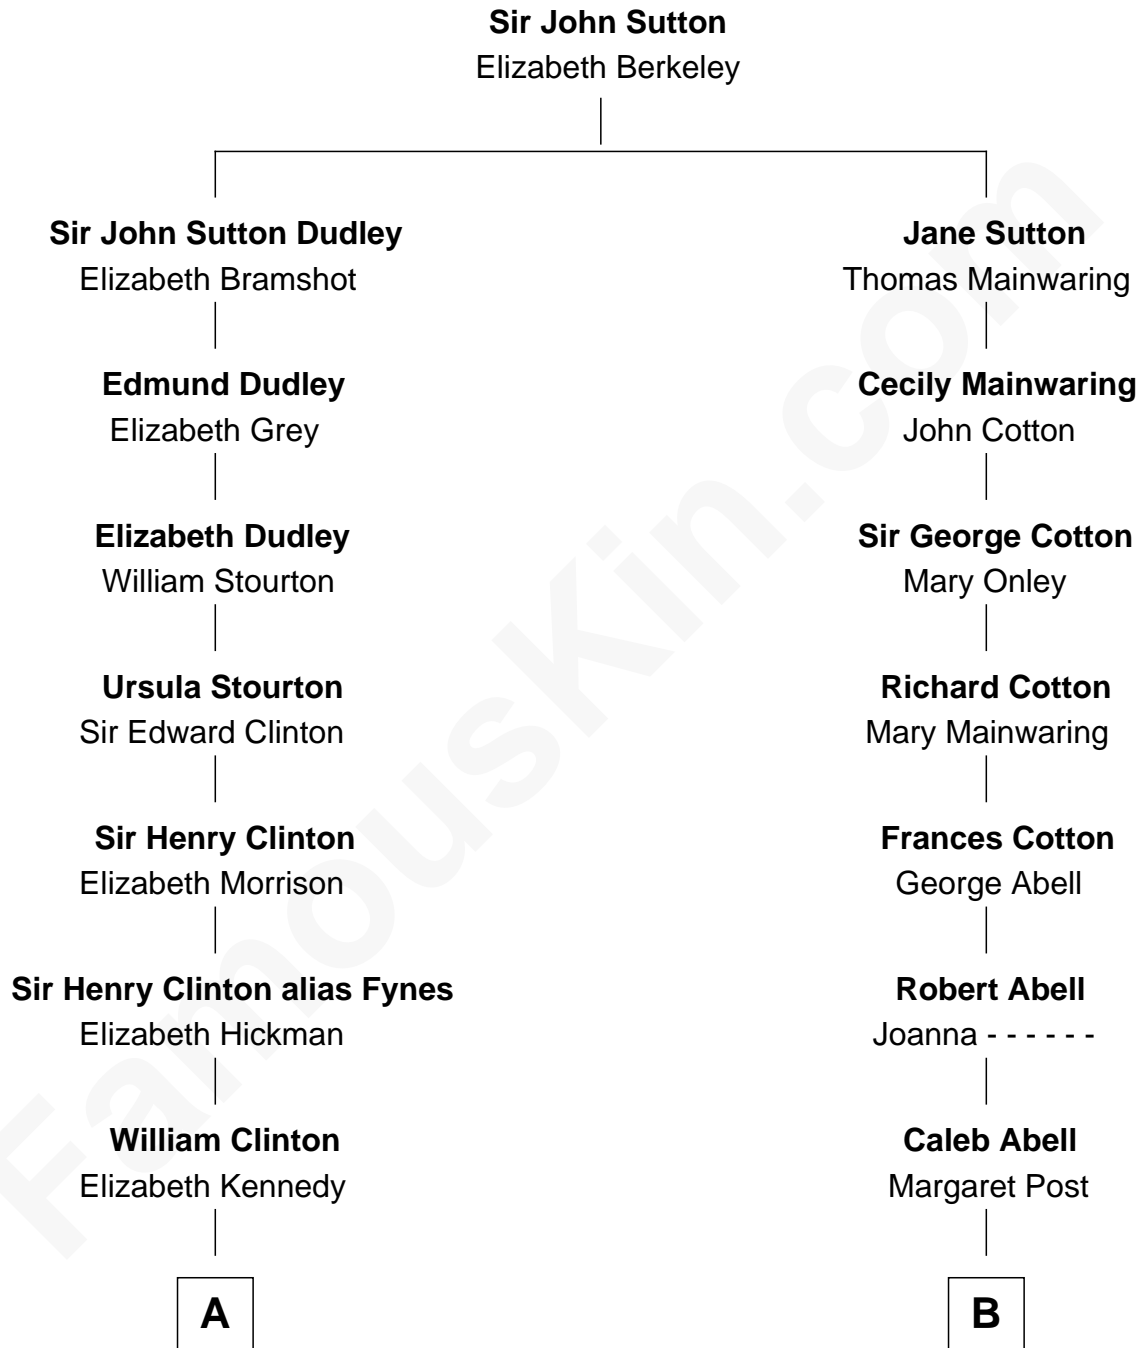 Sir John Sutton
Elizabeth Berkeley
Sir John Sutton Dudley
Elizabeth Bramshot
Jane Sutton
Thomas Mainwaring
Edmund Dudley
Elizabeth Grey
Cecily Mainwaring
John Cotton
Elizabeth Dudley
William Stourton
Sir George Cotton
Mary Onley
Ursula Stourton
Sir Edward Clinton
Richard Cotton
Mary Mainwaring
Sir Henry Clinton
Elizabeth Morrison
Frances Cotton
George Abell
Sir Henry Clinton alias Fynes
Elizabeth Hickman
Robert Abell
Joanna - - - - - -
William Clinton
Elizabeth Kennedy
Caleb Abell
Margaret Post
A
B
FamousKin.com